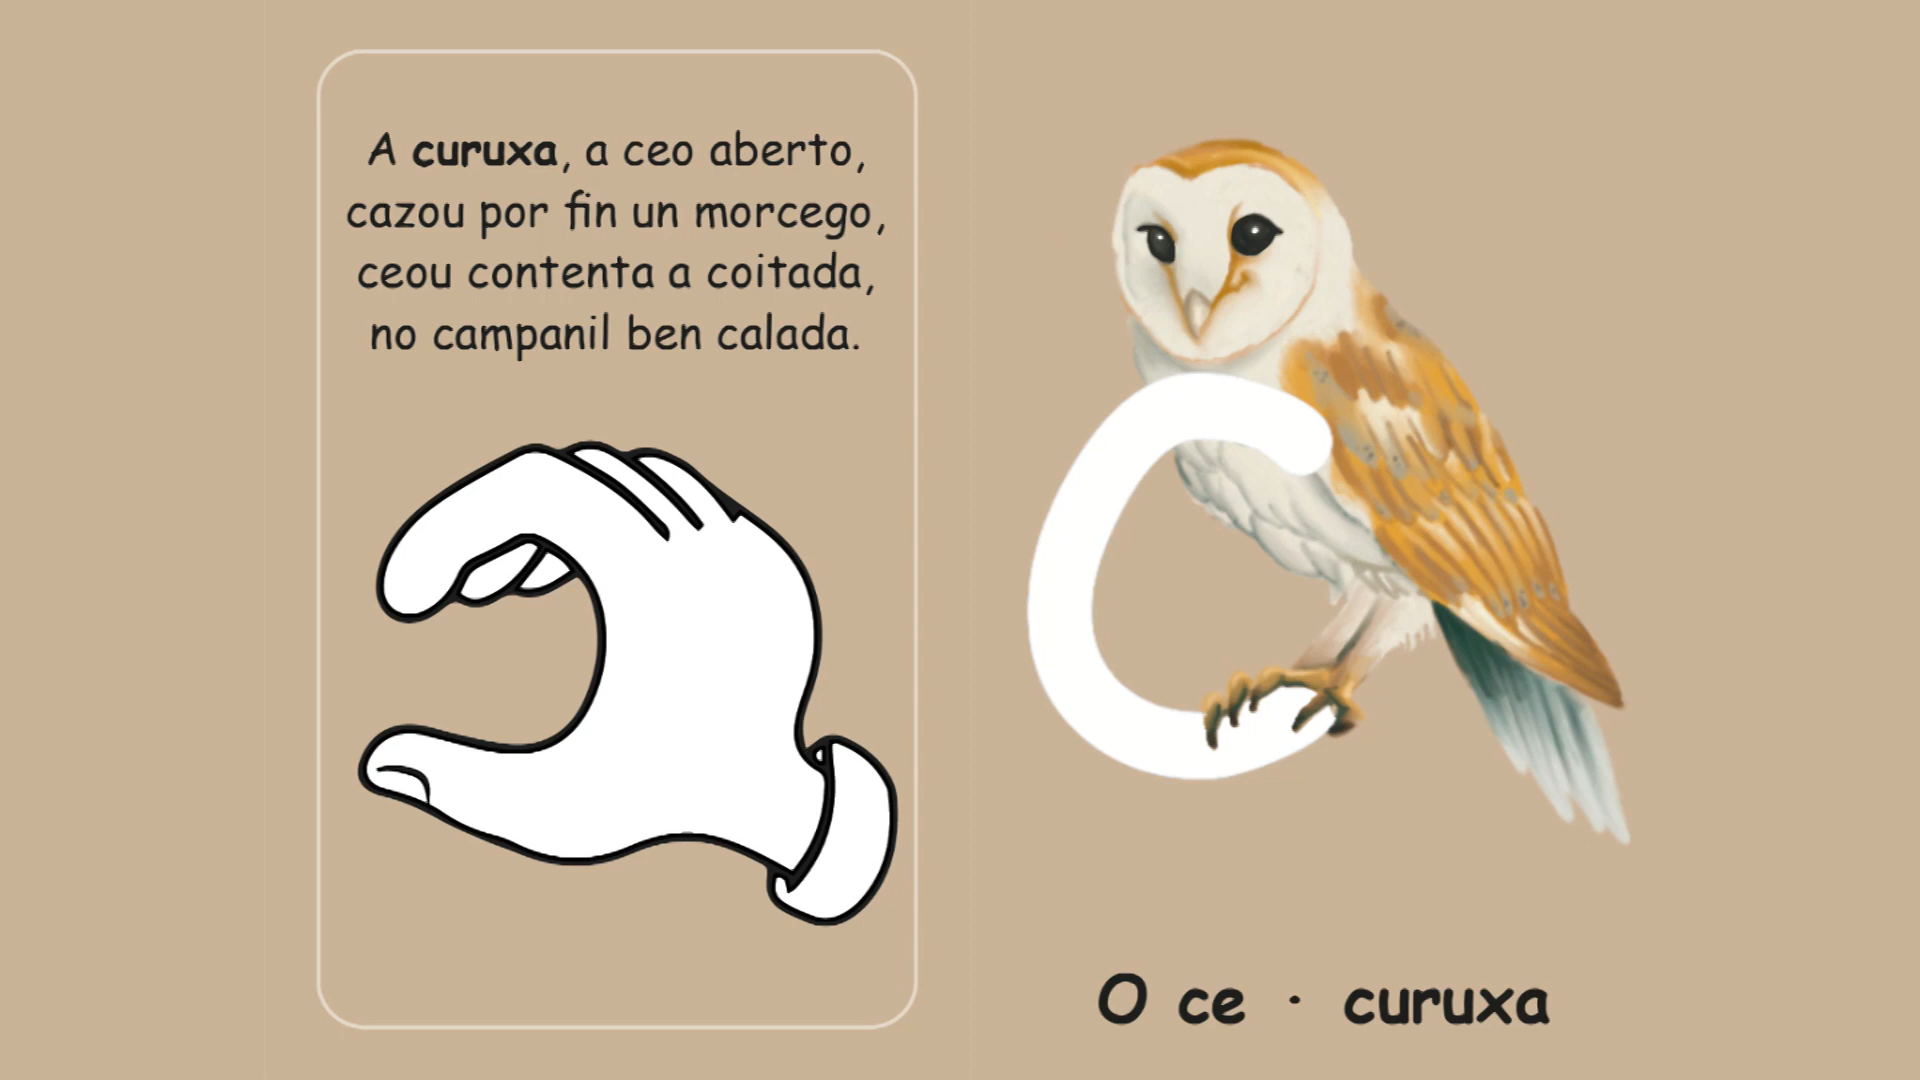 A curuxa, a ceo aberto,
cazou por fin un morcego,
ceou contenta a coitada,
no campanil ben calada.
O ce · curuxa